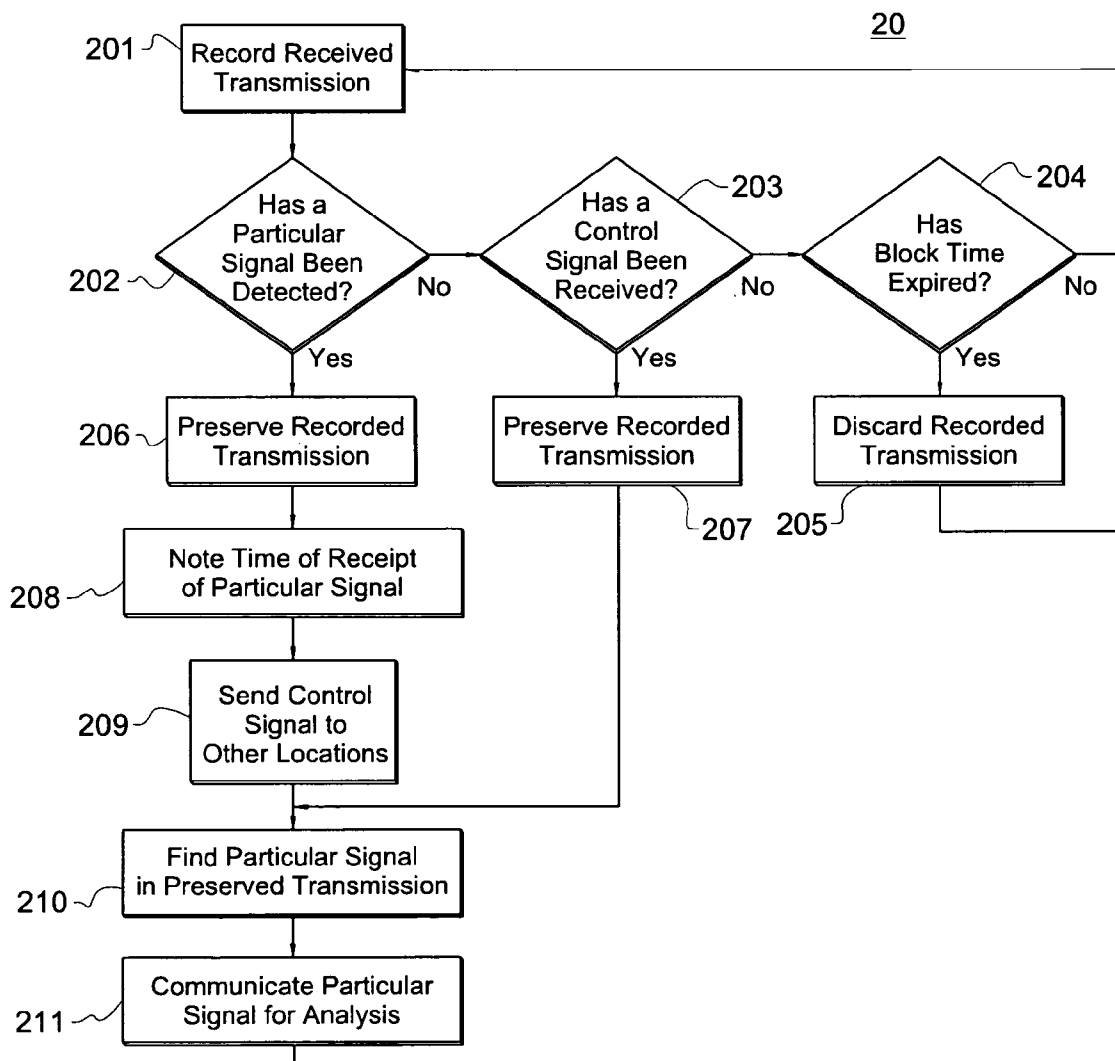 20
201
Record Received
Transmission
Has a
Particular
Signal Been
Detected?
202
No
Yes
203
Has a
Control
Signal Been
Received?
No
Yes
204
Has
Block Time
Expired?
No
Yes
206
Preserve Recorded
Transmission
Preserve Recorded
Transmission
207
Discard Recorded
Transmission
205
Note Time of Receipt
of Particular Signal
208
Send Control
Signal to
Other Locations
209
Find Particular Signal
in Preserved Transmission
210
Communicate Particular
Signal for Analysis
211